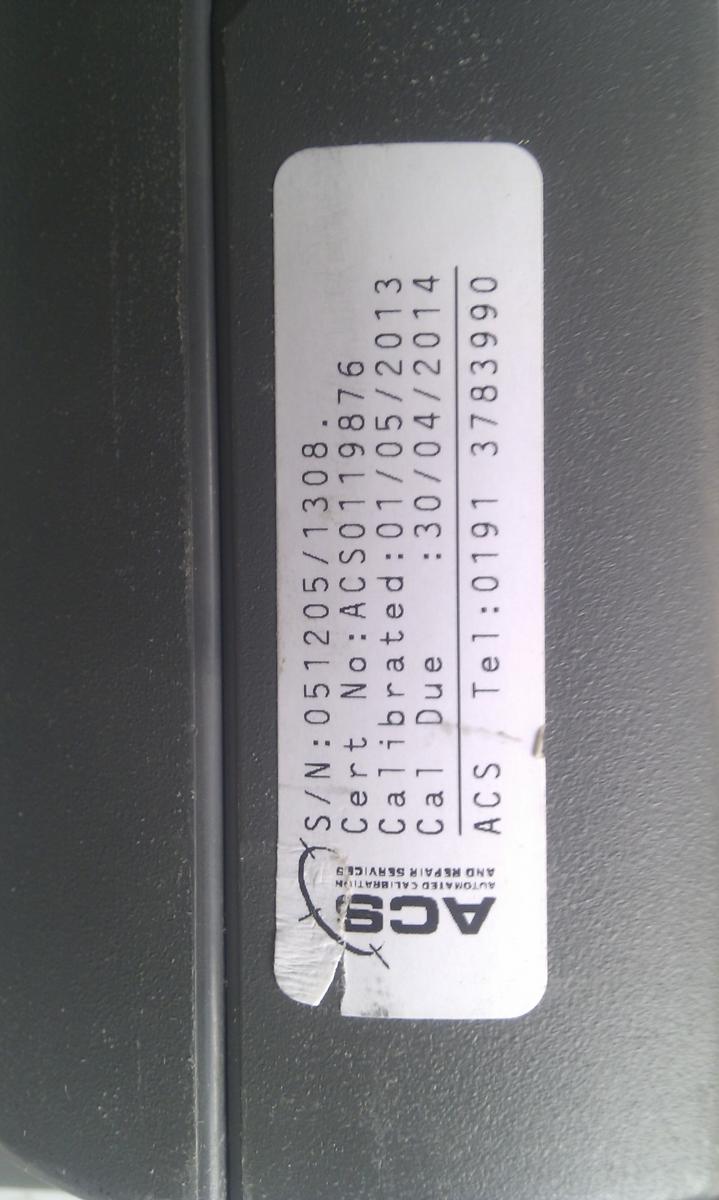 S/N:051205/1308.
Cert No:ACS0119876
Calibrated:01/05/2013
Cal Due :30/04/2014
ACS Tel:0191 3783990
ACS
AUTOMATED CALIBRATION
AND REPAIR SERVICES